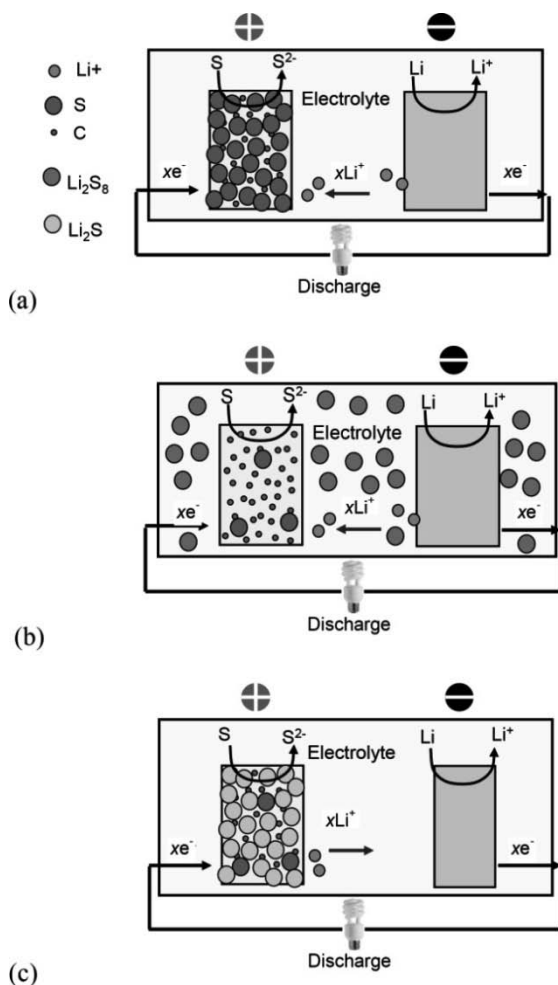 Li+
S
C
Li₂S₈
Li₂S
S S²⁻
Electrolyte
Li Li⁺
xe⁻
xLi⁺
xe⁻
Discharge
(a)
S S²⁻
Electrolyte
Li Li⁺
xe⁻
xLi⁺
xe⁻
Discharge
(b)
S S²⁻
Electrolyte
Li Li⁺
xe⁻
xLi⁺
xe⁻
Discharge
(c)